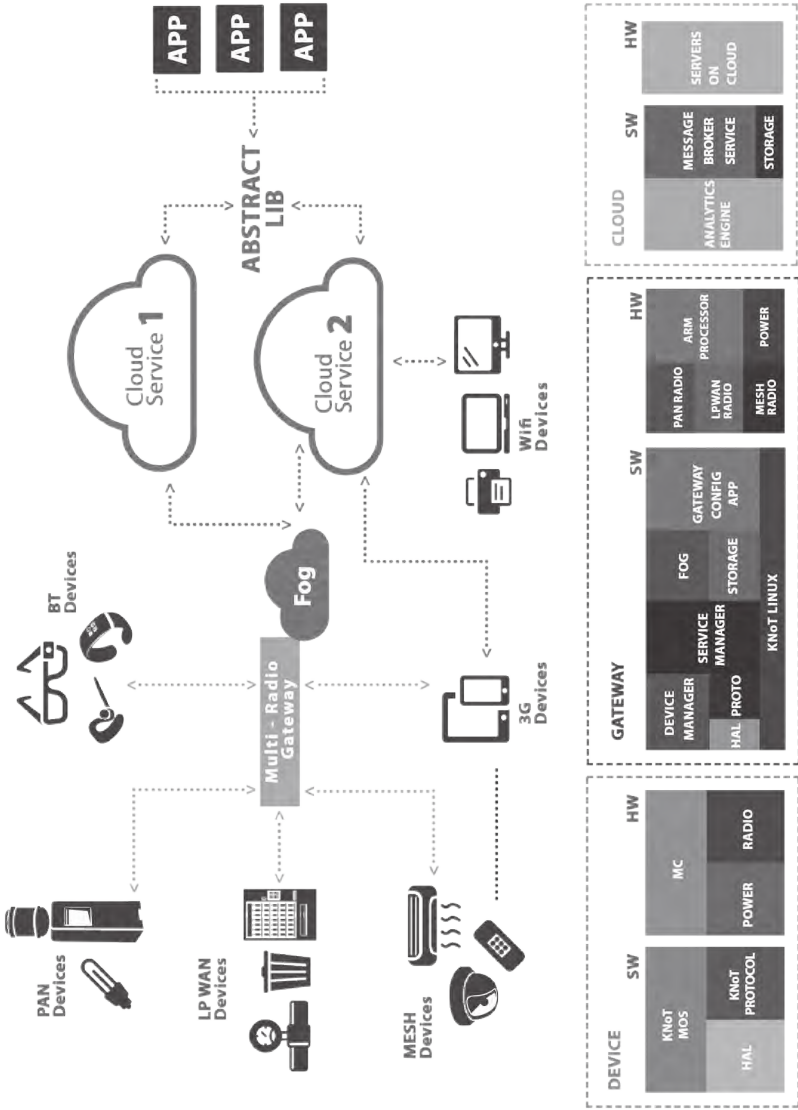 PAN
Devices
BT
Devices
LP WAN
Devices
MESH
Devices
Multi - Radio
Gateway
Fog
3G
Devices
Wifi
Devices
Cloud
Service 1
Cloud
Service 2
ABSTRACT
LIB
APP
APP
APP
DEVICE
SW
KNoT
MOS
HAL
KNoT
PROTOCOL
HW
MC
POWER
RADIO
GATEWAY
SW
DEVICE
MANAGER
HAL
PROTO
SERVICE
MANAGER
FOG
STORAGE
GATEWAY
CONFIG
APP
KNoT LINUX
HW
PAN RADIO
LPWAN
RADIO
MESH
RADIO
ARM
PROCESSOR
POWER
CLOUD
SW
ANALYTICS
ENGINE
MESSAGE
BROKER
SERVICE
STORAGE
HW
SERVERS
ON
CLOUD